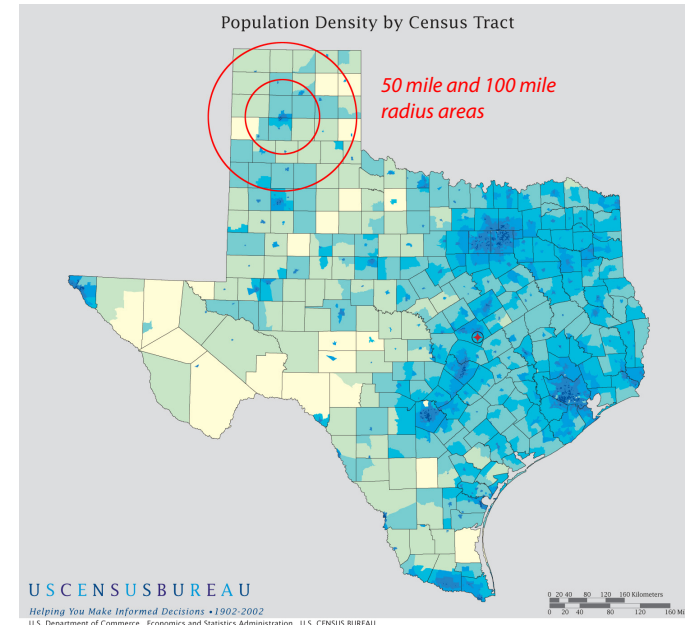 Population Density by Census Tract
50 mile and 100 mile
radius areas
USCENSUSBUREAU
Helping You Make Informed Decisions • 1902-2002
U.S. Department of Commerce Economics and Statistics Administration U.S. CENSUS BUREAU
0 20 40 80 120 160 Kilometers
0 20 40 80 120 160 Mi